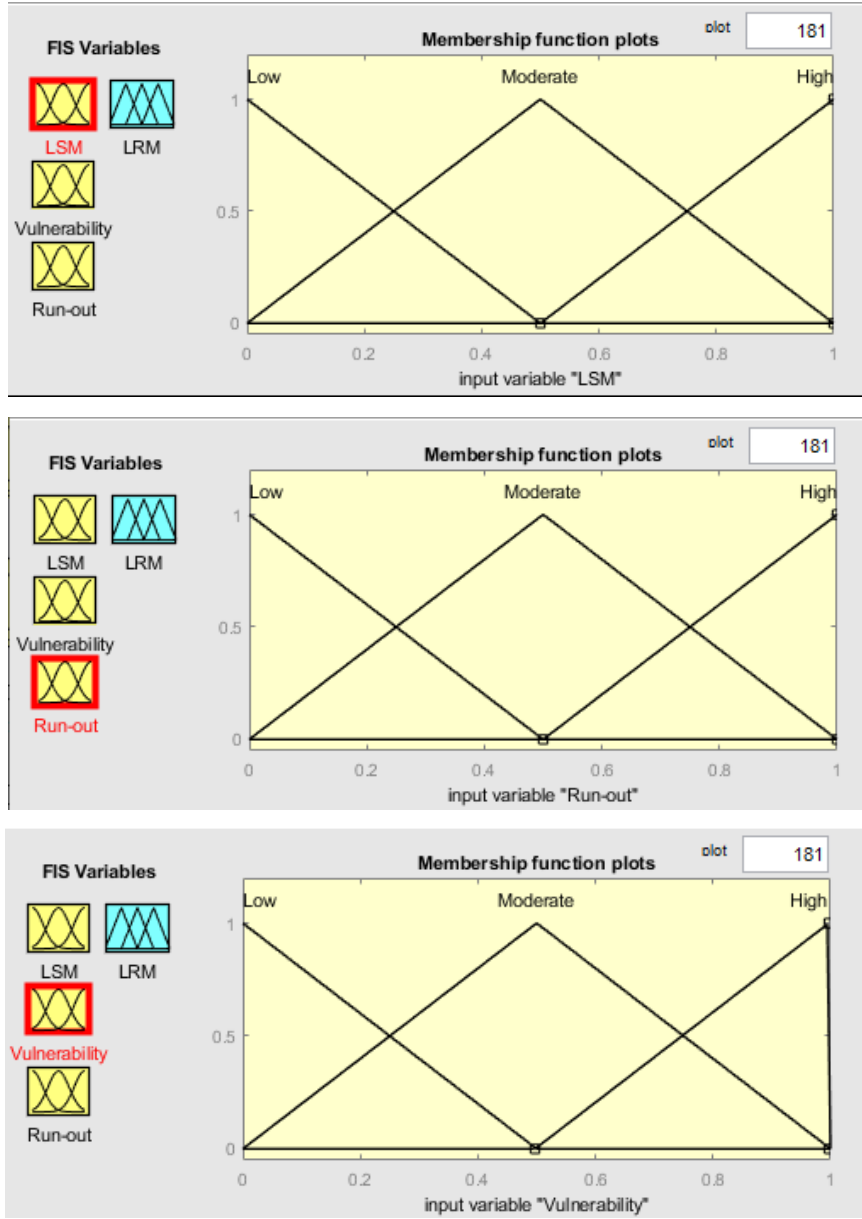 plot 181
FIS Variables
Membership function plots
LSM LRM
Vulnerability
Run-out
Low Moderate High
1
0.5
0
0 0.2 0.4 0.6 0.8 1
input variable "LSM"
plot 181
FIS Variables
Membership function plots
LSM LRM
Vulnerability
Run-out
Low Moderate High
1
0.5
0
0 0.2 0.4 0.6 0.8 1
input variable "Run-out"
plot 181
FIS Variables
Membership function plots
LSM LRM
Vulnerability
Run-out
Low Moderate High
1
0.5
0
0 0.2 0.4 0.6 0.8 1
input variable "Vulnerability"